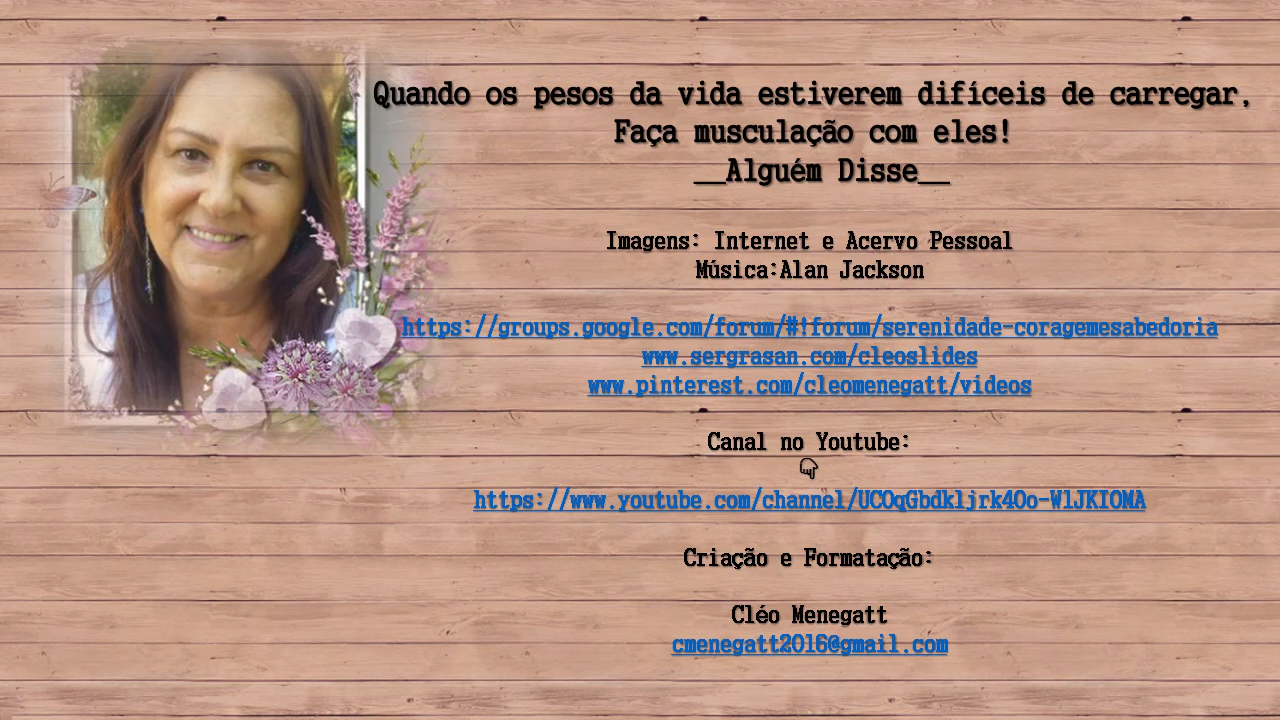 Quando os pesos da vida estiverem difíceis de carregar,
Faça musculação com eles!
__Alguém Disse__
Imagens: Internet e Acervo Pessoal
Música:Alan Jackson
https://groups.google.com/forum/#!forum/serenidade-coragemesabedoria
www.sergrasan.com/cleoslides
www.pinterest.com/cleomenegatt/videos
Canal no Youtube:
https://www.youtube.com/channel/UCOqGbdkljrk4Oo-W1JKIOMA
Criação e Formatação:
Cléo Menegatt
cmenegatt2016@gmail.com